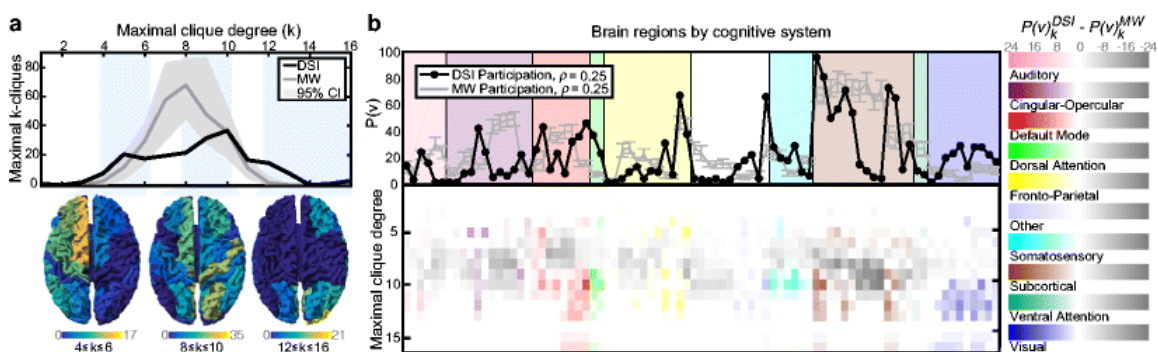 a
Maximal clique degree (k)
2 4 6 8 10 12 14 16
Maximal k-cliques
80
60
40
20
0
DSI
MW
95% CI
0 17
4≤k≤6
0 35
8≤k≤10
0 21
12≤k≤16
b
Brain regions by cognitive system
P(v)
100
80
60
40
20
0
DSI Participation, ρ = 0.25
MW Participation, ρ = 0.25
Maximal clique degree
5
10
15
P(v)kDSI - P(v)kMW
24 16 8 0 -8 -16 -24
Auditory
Cingular-Opercular
Default Mode
Dorsal Attention
Fronto-Parietal
Other
Somatosensory
Subcortical
Ventral Attention
Visual